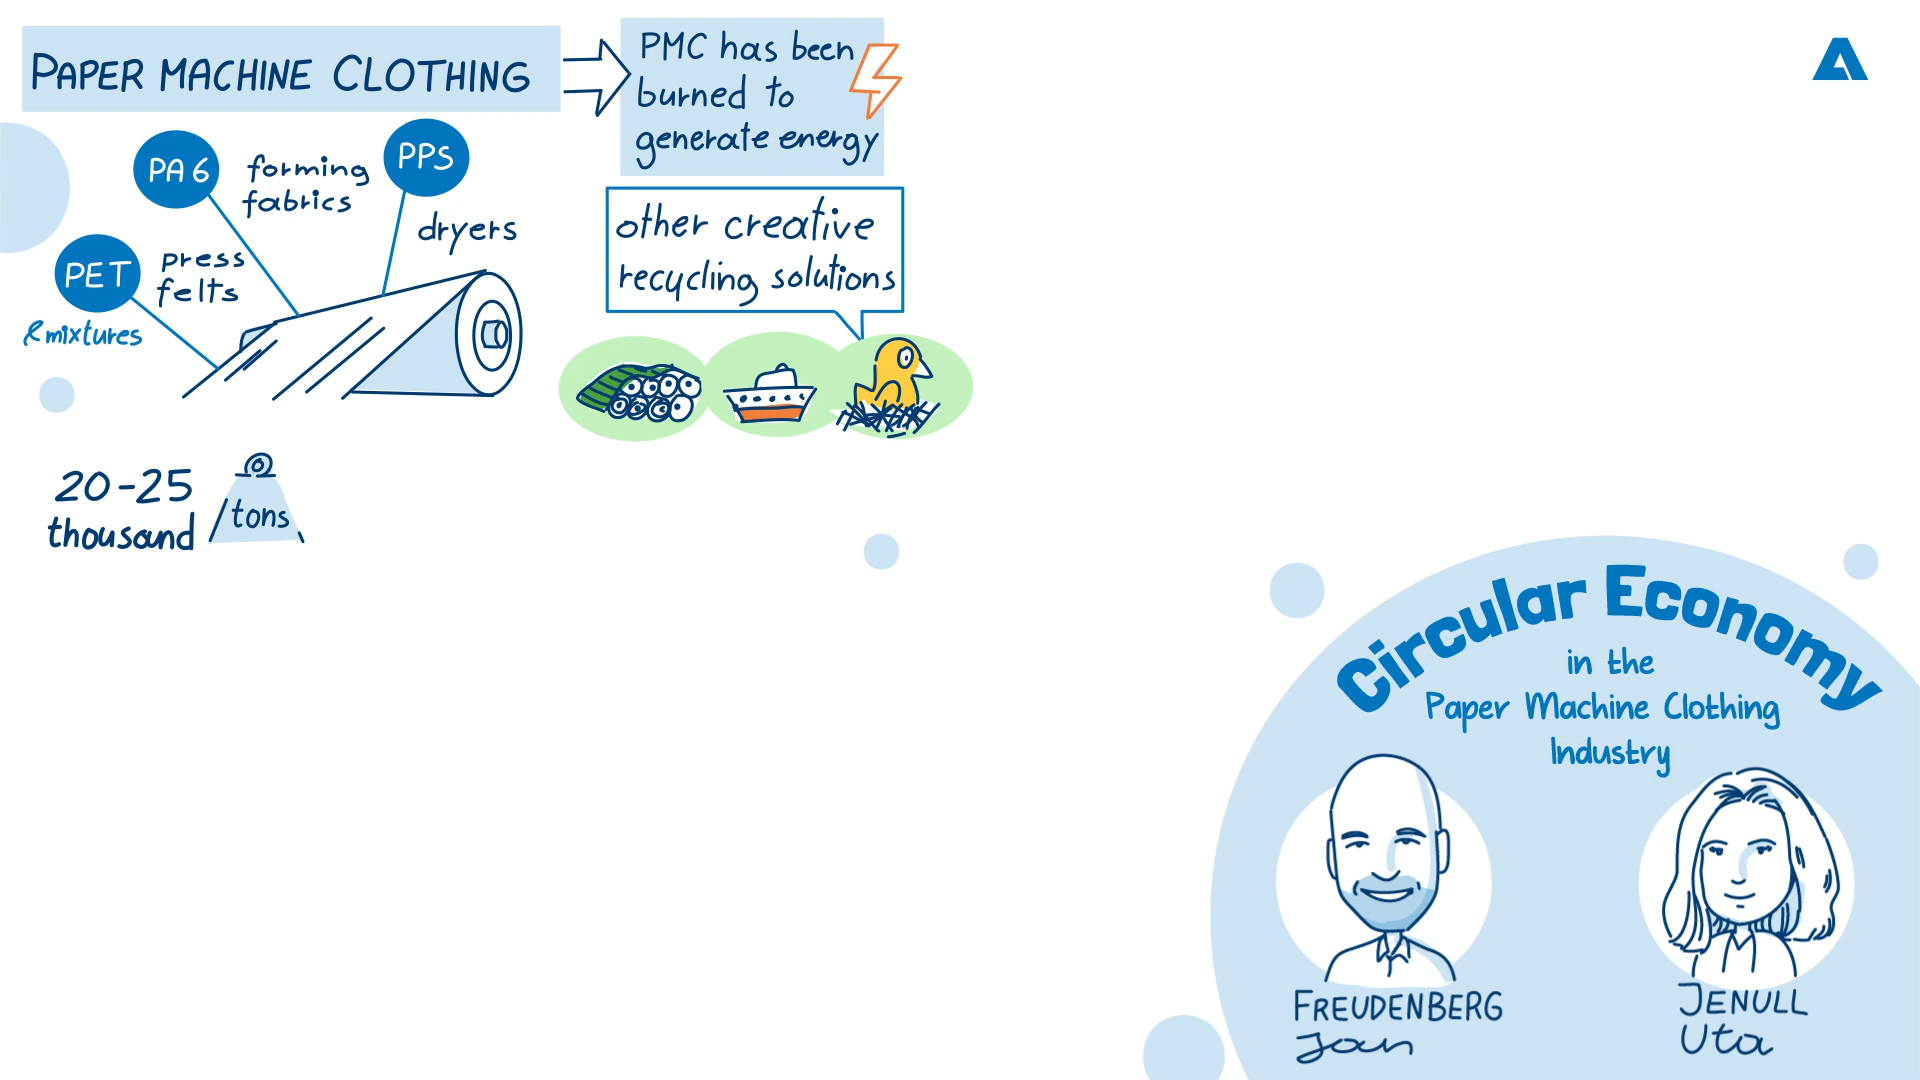 PAPER MACHINE CLOTHING
PMC has been
burned to
generate energy
PA 6
forming
fabrics
PPS
dryers
PET
press
felts
& mixtures
other creative
recycling solutions
20-25
thousand
tons
Circular Economy
in the
Paper Machine Clothing
Industry
FREUDENBERG
Jan
JENULL
Uta